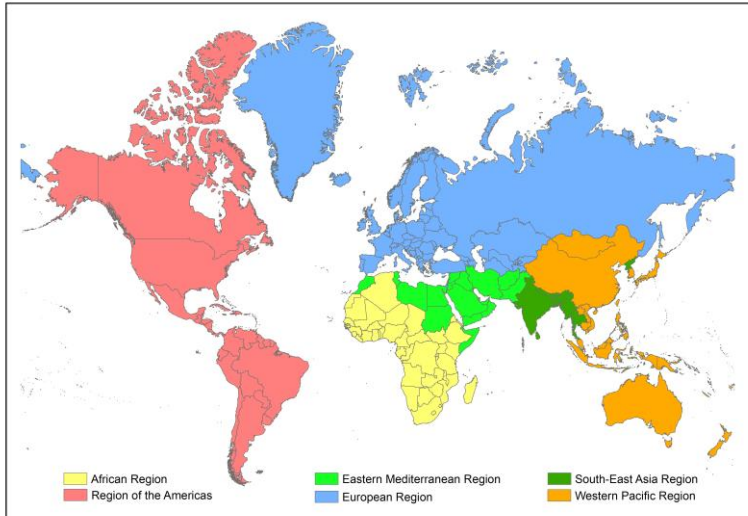 African Region
Region of the Americas
Eastern Mediterranean Region
European Region
South-East Asia Region
Western Pacific Region